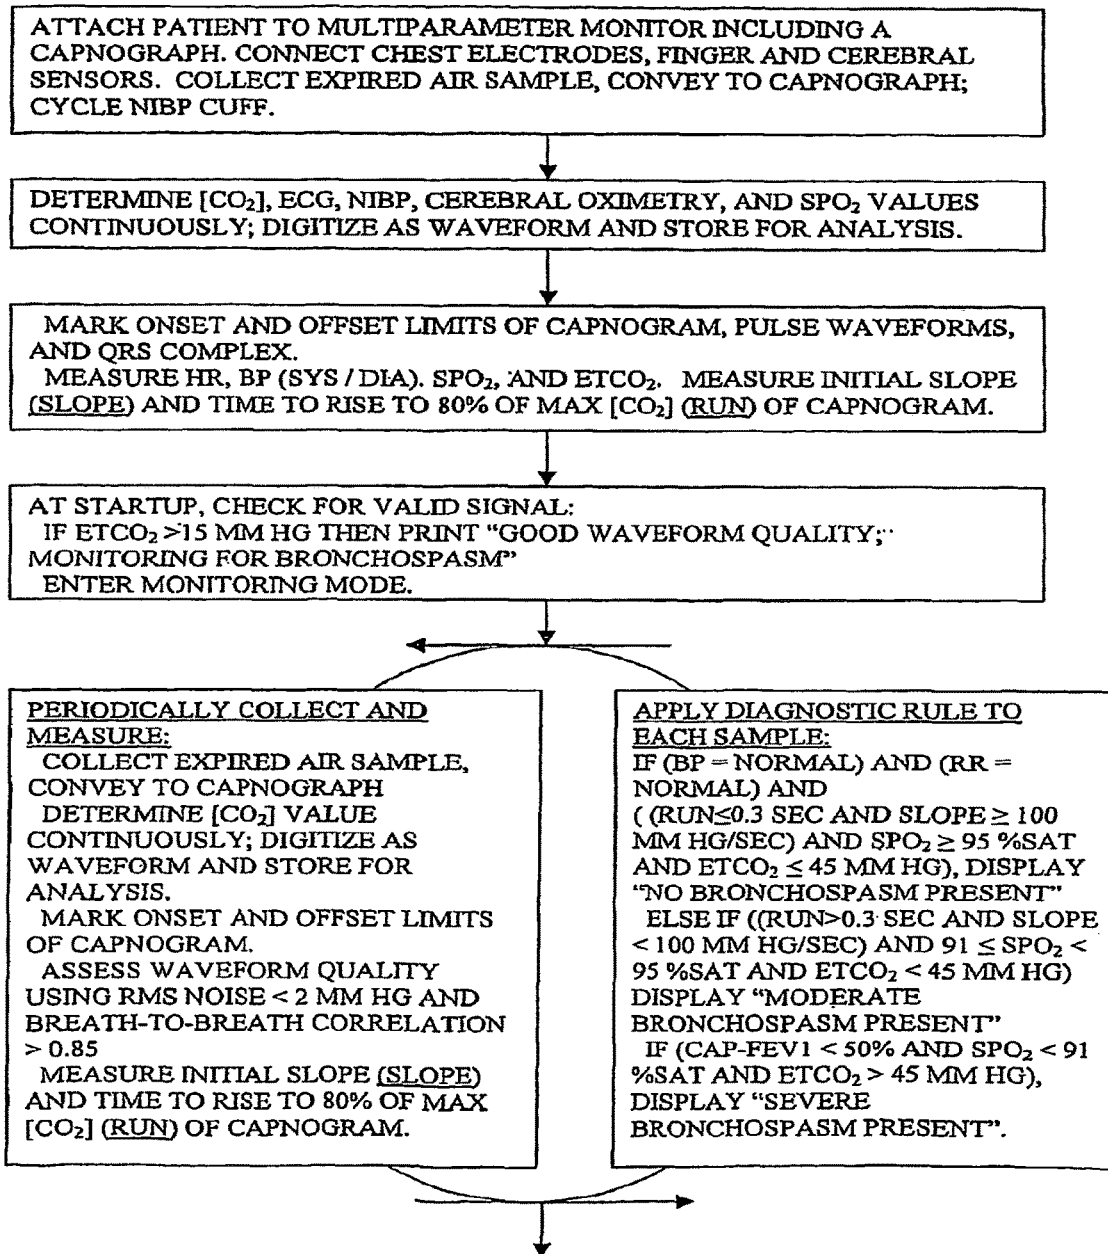 ATTACH PATIENT TO MULTIPARAMETER MONITOR INCLUDING A
CAPNOGRAPH. CONNECT CHEST ELECTRODES, FINGER AND CEREBRAL
SENSORS. COLLECT EXPIRED AIR SAMPLE, CONVEY TO CAPNOGRAPH;
CYCLE NIBP CUFF.
DETERMINE [CO₂], ECG, NIBP, CEREBRAL OXIMETRY, AND SPO₂ VALUES
CONTINUOUSLY; DIGITIZE AS WAVEFORM AND STORE FOR ANALYSIS.
MARK ONSET AND OFFSET LIMITS OF CAPNOGRAM, PULSE WAVEFORMS,
AND QRS COMPLEX.
MEASURE HR, BP (SYS / DIA). SPO₂, AND ETCO₂. MEASURE INITIAL SLOPE
(SLOPE) AND TIME TO RISE TO 80% OF MAX [CO₂] (RUN) OF CAPNOGRAM.
AT STARTUP, CHECK FOR VALID SIGNAL:
IF ETCO₂ >15 MM HG THEN PRINT “GOOD WAVEFORM QUALITY;
MONITORING FOR BRONCHOSPASM”
ENTER MONITORING MODE.
PERIODICALLY COLLECT AND
MEASURE:
COLLECT EXPIRED AIR SAMPLE,
CONVEY TO CAPNOGRAPH
DETERMINE [CO₂] VALUE
CONTINUOUSLY; DIGITIZE AS
WAVEFORM AND STORE FOR
ANALYSIS.
MARK ONSET AND OFFSET LIMITS
OF CAPNOGRAM.
ASSESS WAVEFORM QUALITY
USING RMS NOISE < 2 MM HG AND
BREATH-TO-BREATH CORRELATION
> 0.85
MEASURE INITIAL SLOPE (SLOPE)
AND TIME TO RISE TO 80% OF MAX
[CO₂] (RUN) OF CAPNOGRAM.
APPLY DIAGNOSTIC RULE TO
EACH SAMPLE:
IF (BP = NORMAL) AND (RR =
NORMAL) AND
( (RUN≤0.3 SEC AND SLOPE ≥ 100
MM HG/SEC) AND SPO₂ ≥ 95 %SAT
AND ETCO₂ ≤ 45 MM HG), DISPLAY
“NO BRONCHOSPASM PRESENT”
ELSE IF ((RUN>0.3 SEC AND SLOPE
< 100 MM HG/SEC) AND 91 ≤ SPO₂ <
95 %SAT AND ETCO₂ < 45 MM HG)
DISPLAY “MODERATE
BRONCHOSPASM PRESENT”
IF (CAP-FEV1 < 50% AND SPO₂ < 91
%SAT AND ETCO₂ > 45 MM HG),
DISPLAY “SEVERE
BRONCHOSPASM PRESENT”.